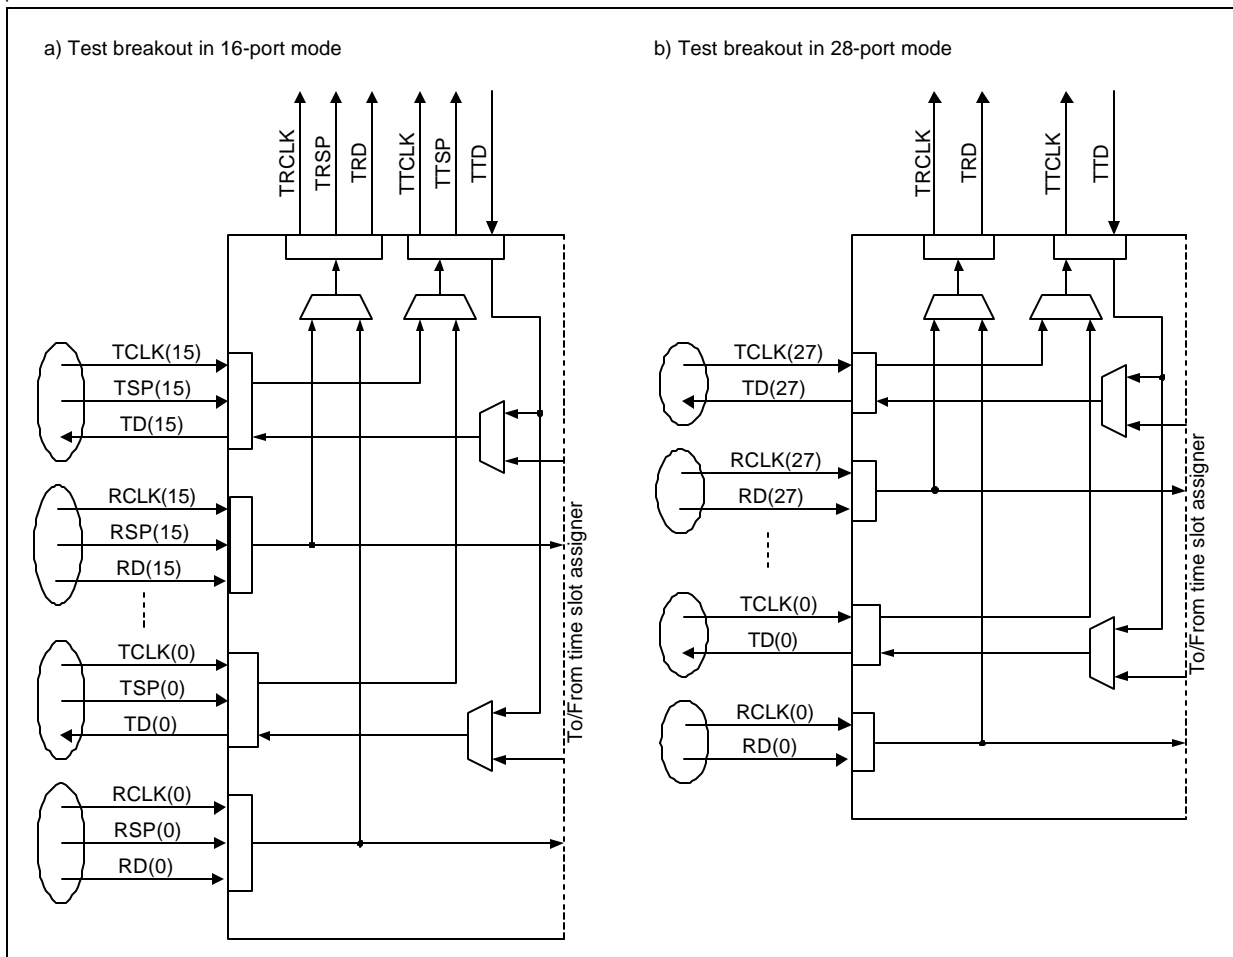 a) Test breakout in 16-port mode
TRCLK
TRSP
TRD
TTCLK
TTSP
TTD
TCLK(15)
TSP(15)
TD(15)
RCLK(15)
RSP(15)
RD(15)
TCLK(0)
TSP(0)
TD(0)
RCLK(0)
RSP(0)
RD(0)
To/From time slot assigner
b) Test breakout in 28-port mode
TRCLK
TRD
TTCLK
TTD
TCLK(27)
TD(27)
RCLK(27)
RD(27)
TCLK(0)
TD(0)
RCLK(0)
RD(0)
To/From time slot assigner